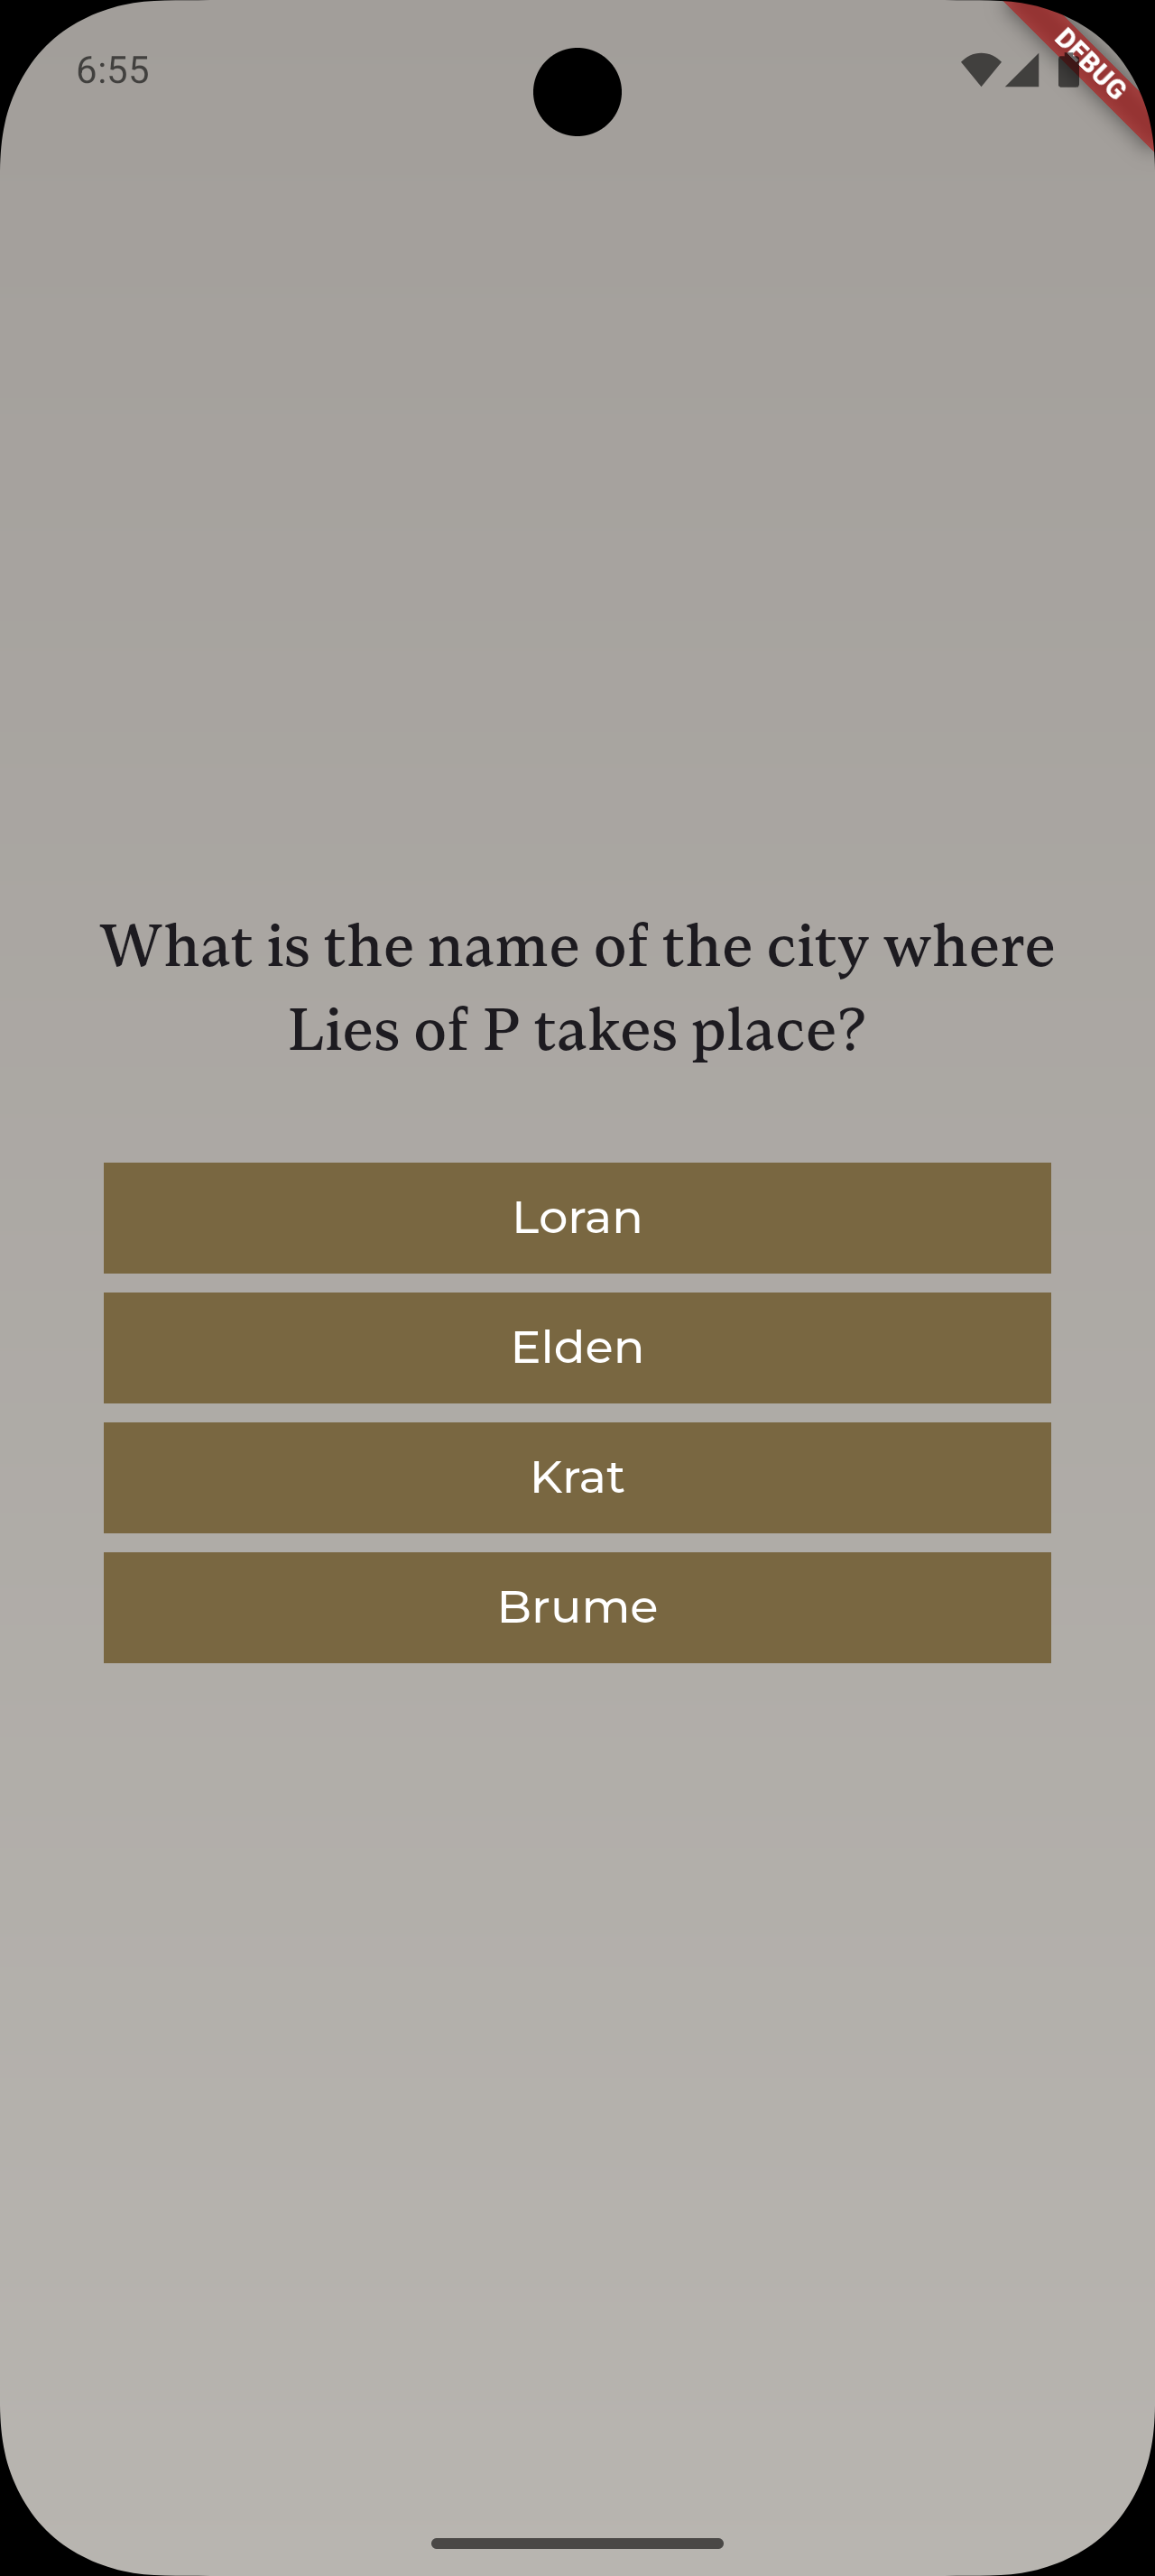 6:55
DEBUG
What is the name of the city where
Lies of P takes place?
Loran
Elden
Krat
Brume